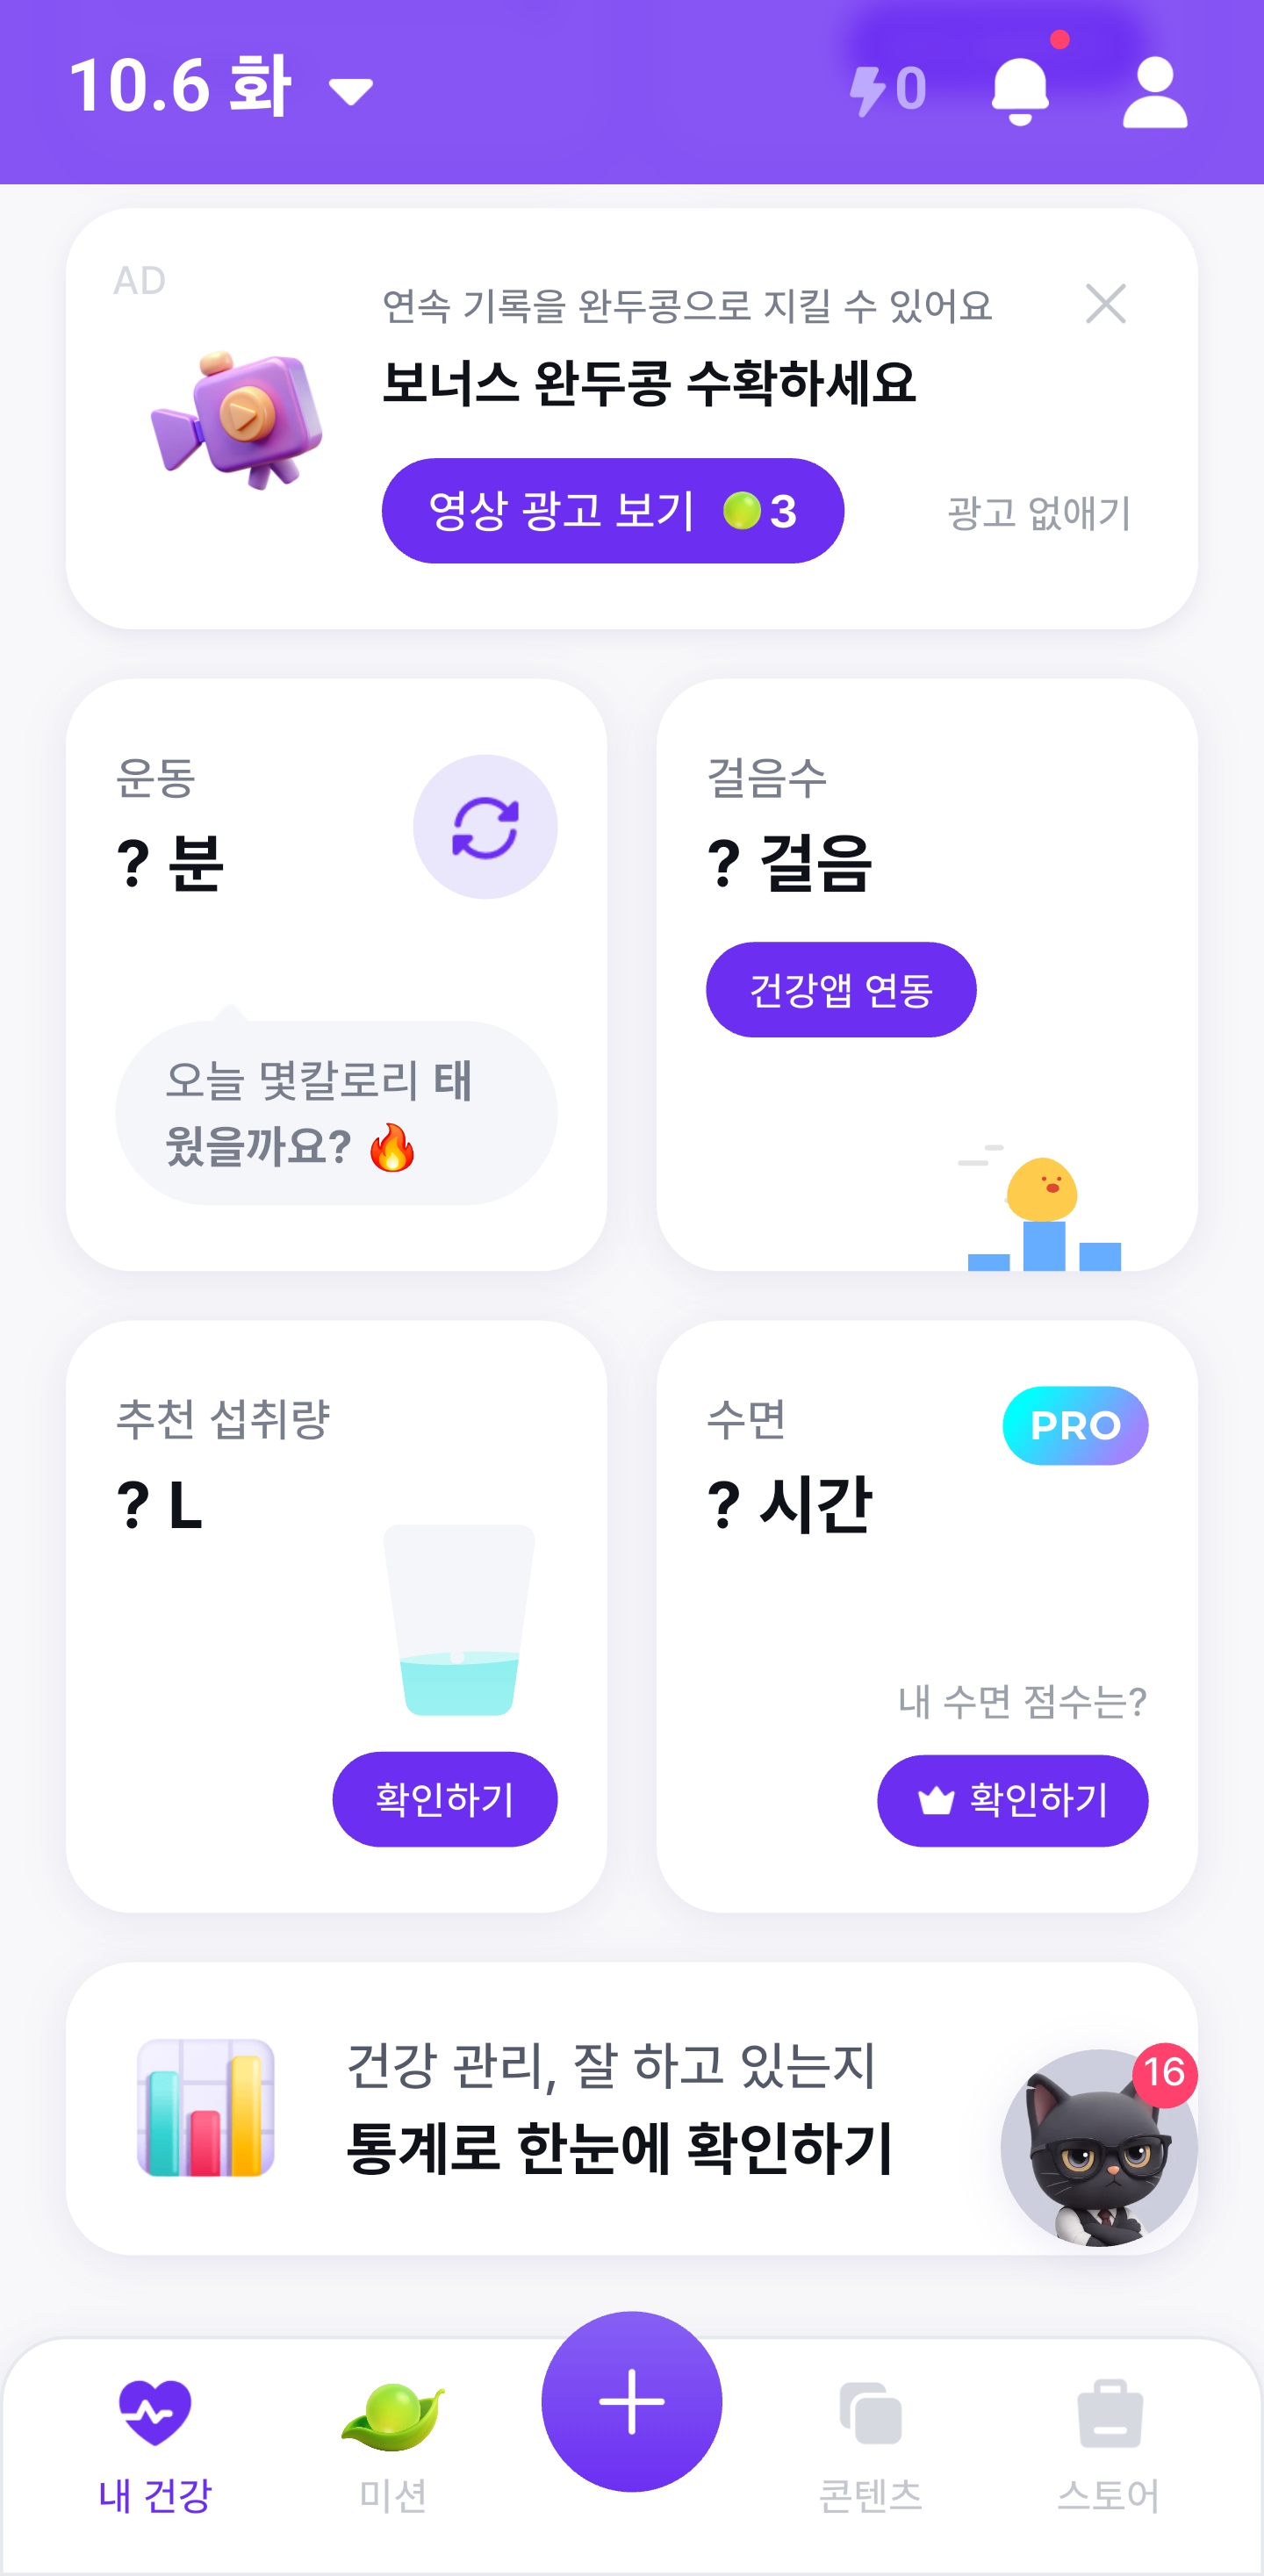 10.6 화
0
AD
연속 기록을 완두콩으로 지킬 수 있어요
보너스 완두콩 수확하세요
영상 광고 보기 3
광고 없애기
운동
? 분
오늘 몇칼로리 태
웠을까요? 🔥
걸음수
? 걸음
건강앱 연동
추천 섭취량
? L
확인하기
수면
PRO
? 시간
내 수면 점수는?
확인하기
건강 관리, 잘 하고 있는지
통계로 한눈에 확인하기
16
내 건강
미션
콘텐츠
스토어